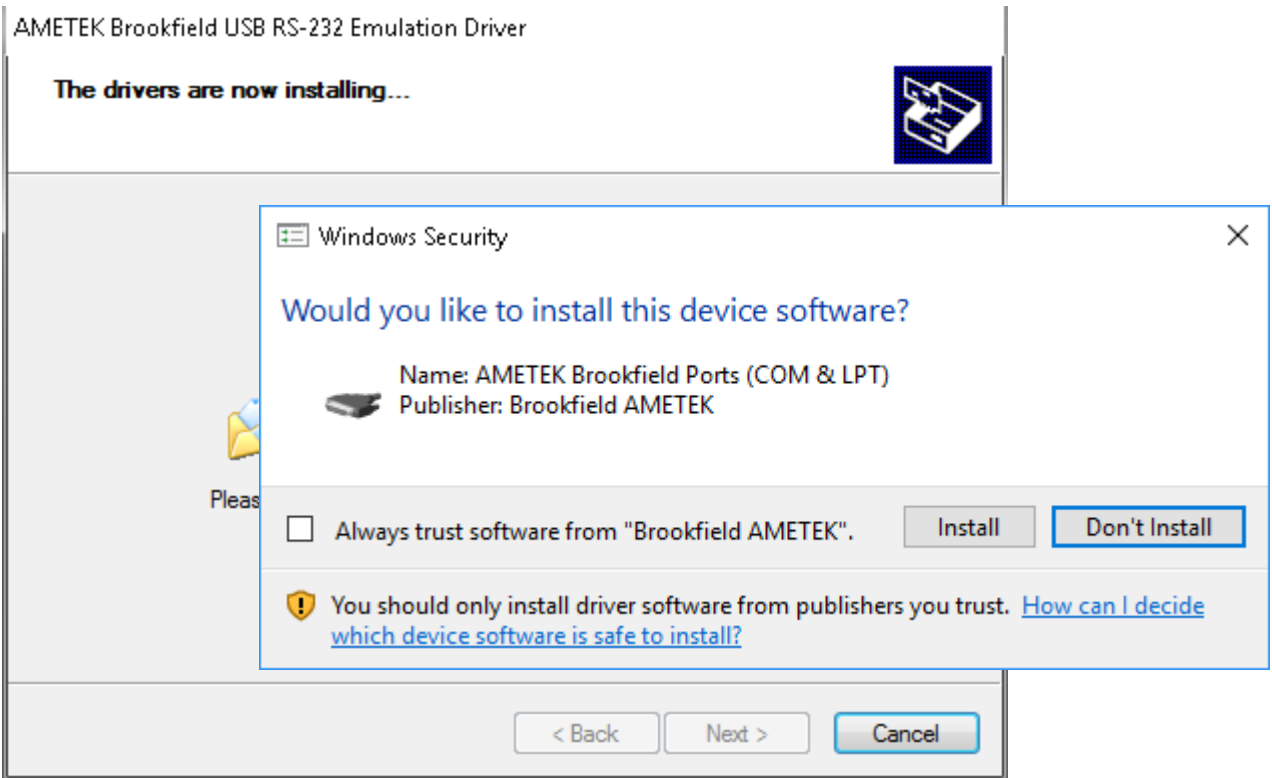 AMETEK Brookfield USB RS-232 Emulation Driver
The drivers are now installing...
Windows Security
Would you like to install this device software?
Name: AMETEK Brookfield Ports (COM & LPT)
Publisher: Brookfield AMETEK
Always trust software from "Brookfield AMETEK".
Install
Don't Install
You should only install driver software from publishers you trust. How can I decide
which device software is safe to install?
< Back
Next >
Cancel